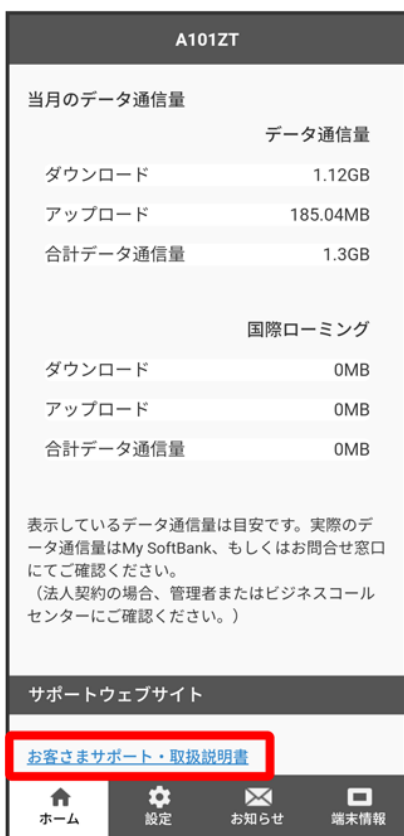 A101ZT
当月のデータ通信量
データ通信量
ダウンロード 1.12GB
アップロード 185.04MB
合計データ通信量 1.3GB
国際ローミング
ダウンロード 0MB
アップロード 0MB
合計データ通信量 0MB
表示しているデータ通信量は目安です。実際のデ
ータ通信量はMy SoftBank、もしくはお問合せ窓口
にてご確認ください。
（法人契約の場合、管理者またはビジネスコール
センターにご確認ください。）
サポートウェブサイト
お客さまサポート・取扱説明書
ホーム 設定 お知らせ 端末情報